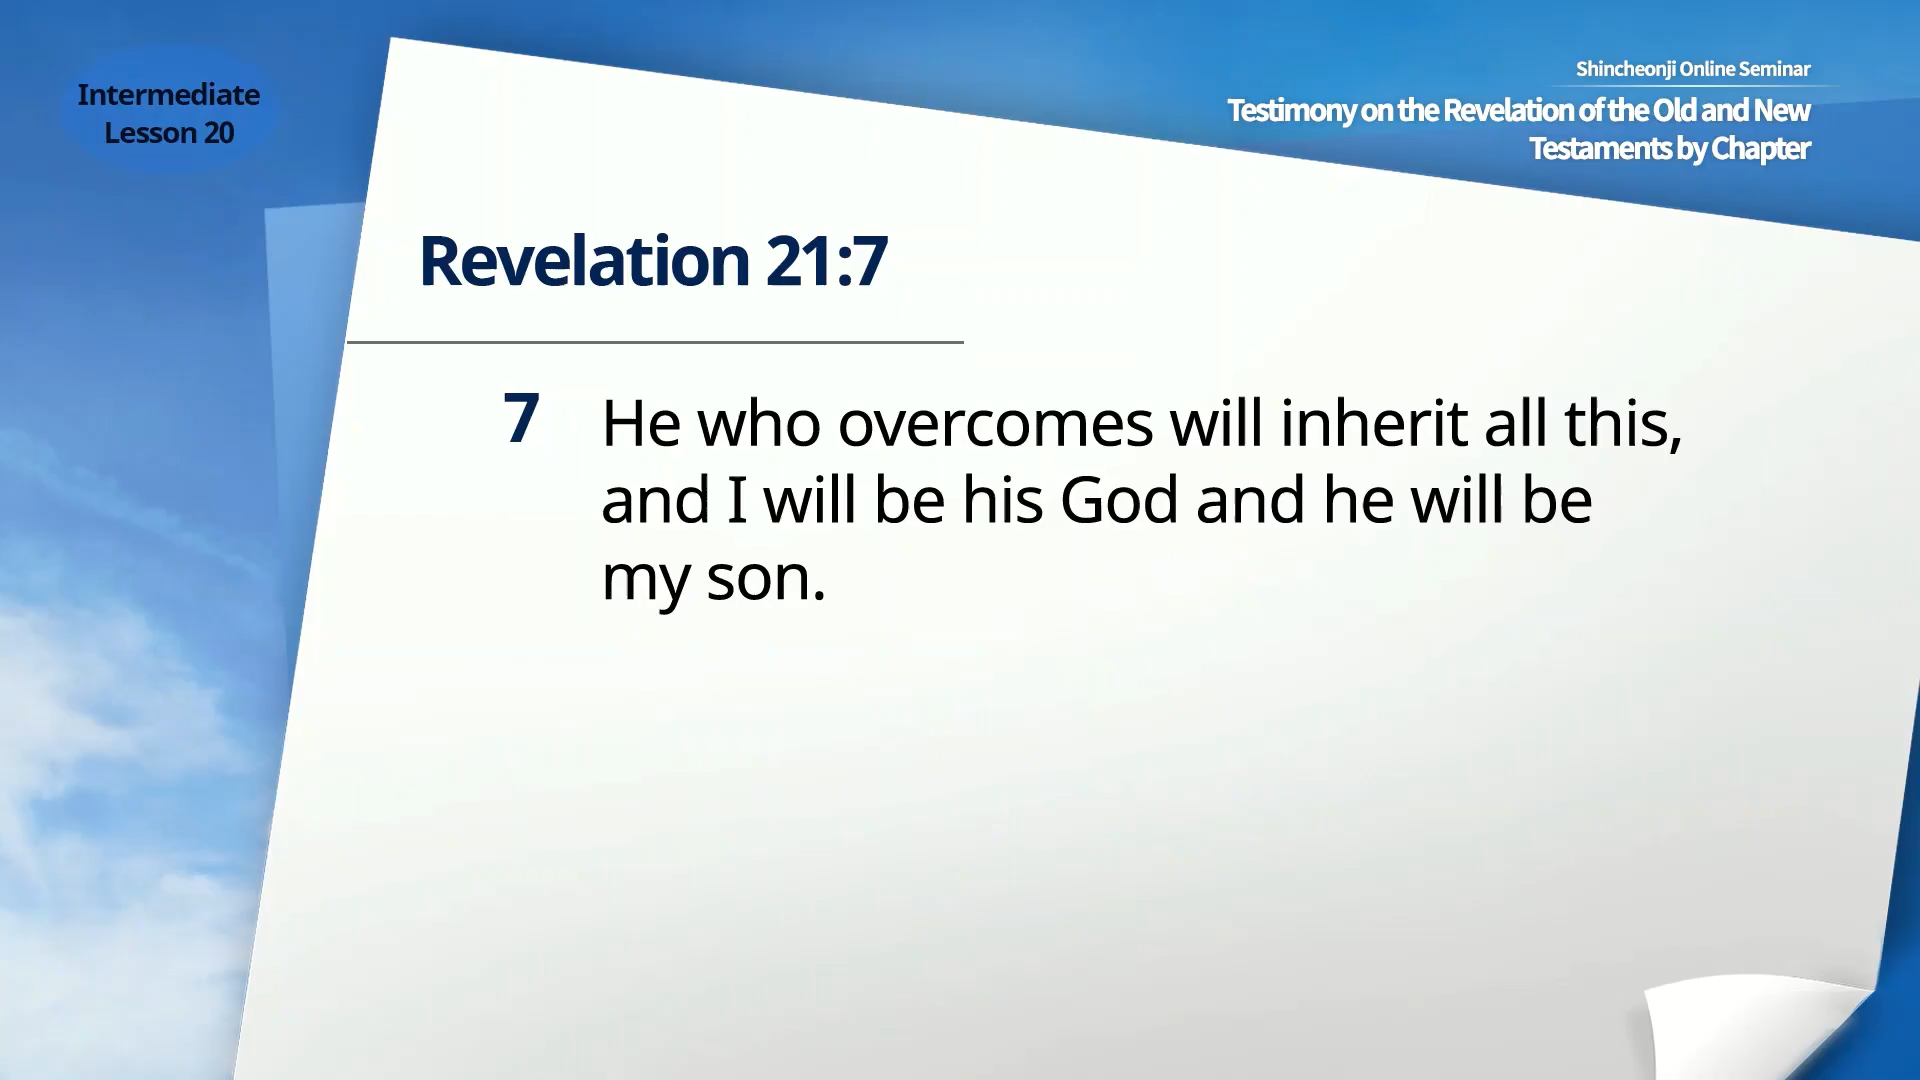 Intermediate
Lesson 20
Shincheonji Online Seminar
Testimony on the Revelation of the Old and New
Testaments by Chapter
Revelation 21:7
7 He who overcomes will inherit all this,
and I will be his God and he will be
my son.